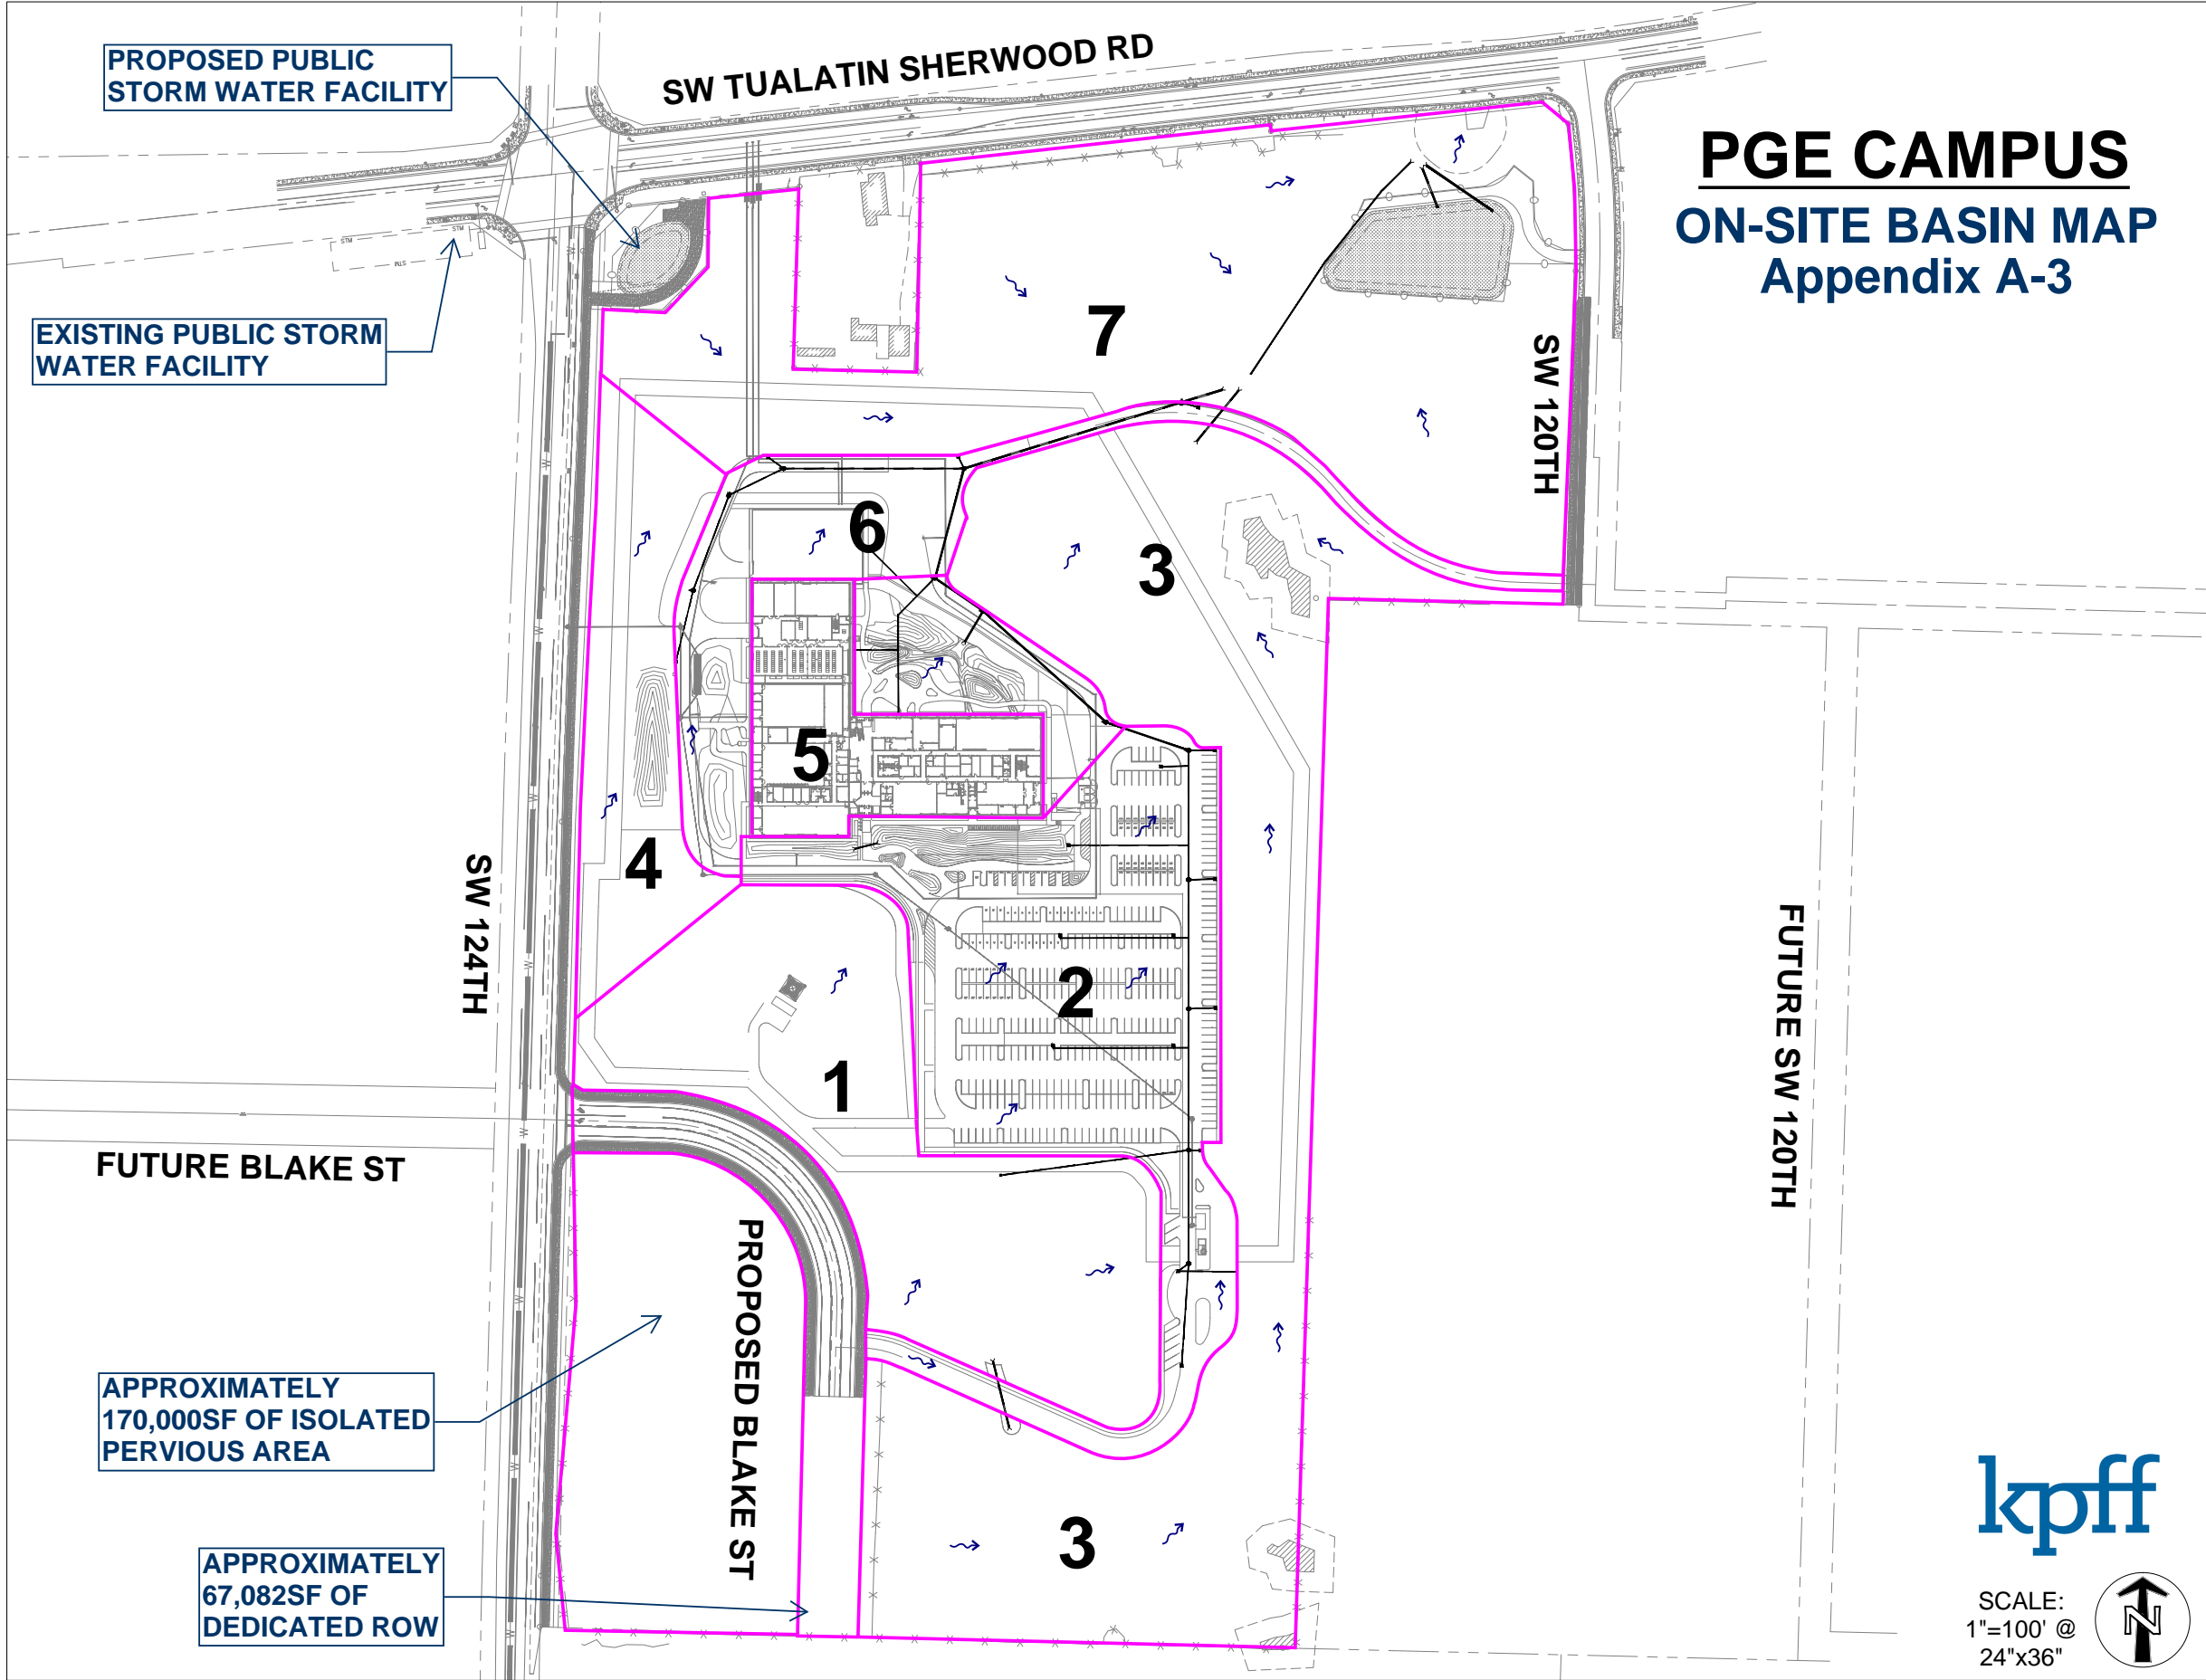 PROPOSED PUBLIC
STORM WATER FACILITY
SW TUALATIN SHERWOOD RD
PGE CAMPUS
ON-SITE BASIN MAP
Appendix A-3
EXISTING PUBLIC STORM
WATER FACILITY
STM
STM
STM
7
SW 120TH
6
3
5
4
SW 124TH
2
1
FUTURE SW 120TH
FUTURE BLAKE ST
PROPOSED BLAKE ST
APPROXIMATELY
170,000SF OF ISOLATED
PERVIOUS AREA
3
APPROXIMATELY
67,082SF OF
DEDICATED ROW
kpff
SCALE:
1"=100' @
24"x36"
N